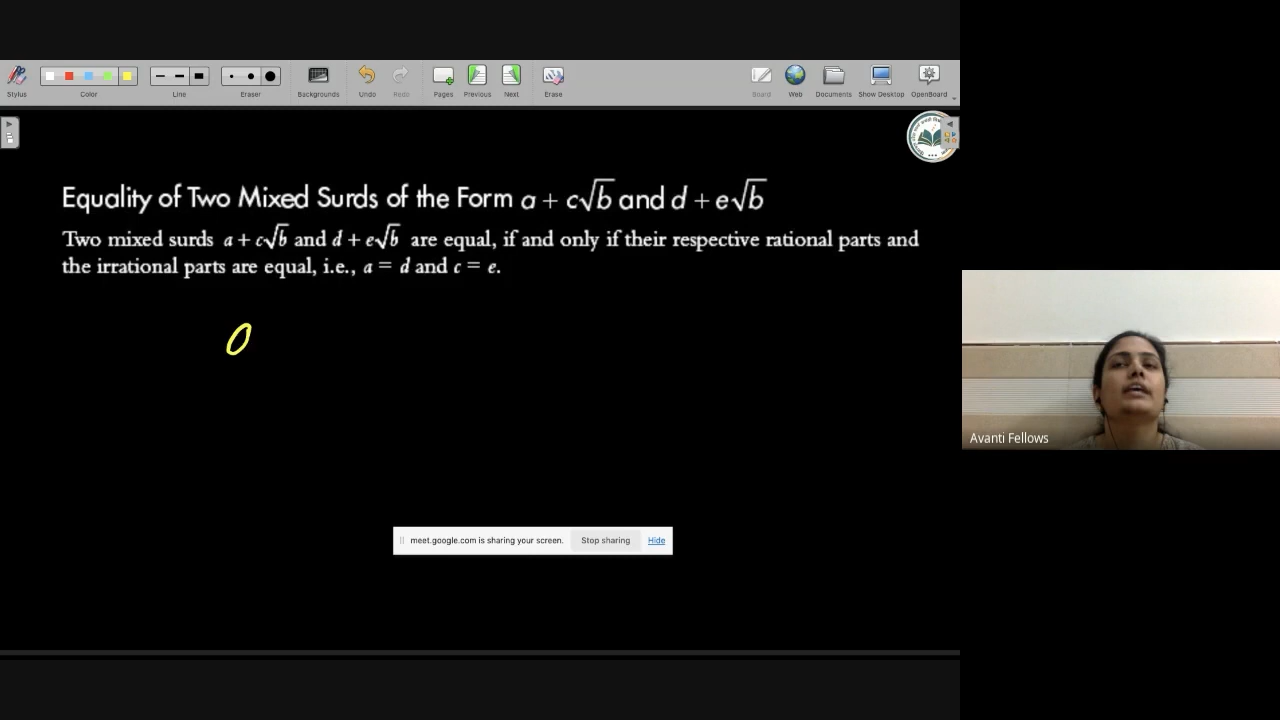 Stylus Color Line Eraser Backgrounds Undo Redo Pages Previous Next Erase Board Web Documents Show Desktop OpenBoard
Equality of Two Mixed Surds of the Form a + c√b and d + e√b
Two mixed surds a + c√b and d + e√b are equal, if and only if their respective rational parts and
the irrational parts are equal, i.e., a = d and c = e.
Avanti Fellows
meet.google.com is sharing your screen. Stop sharing Hide